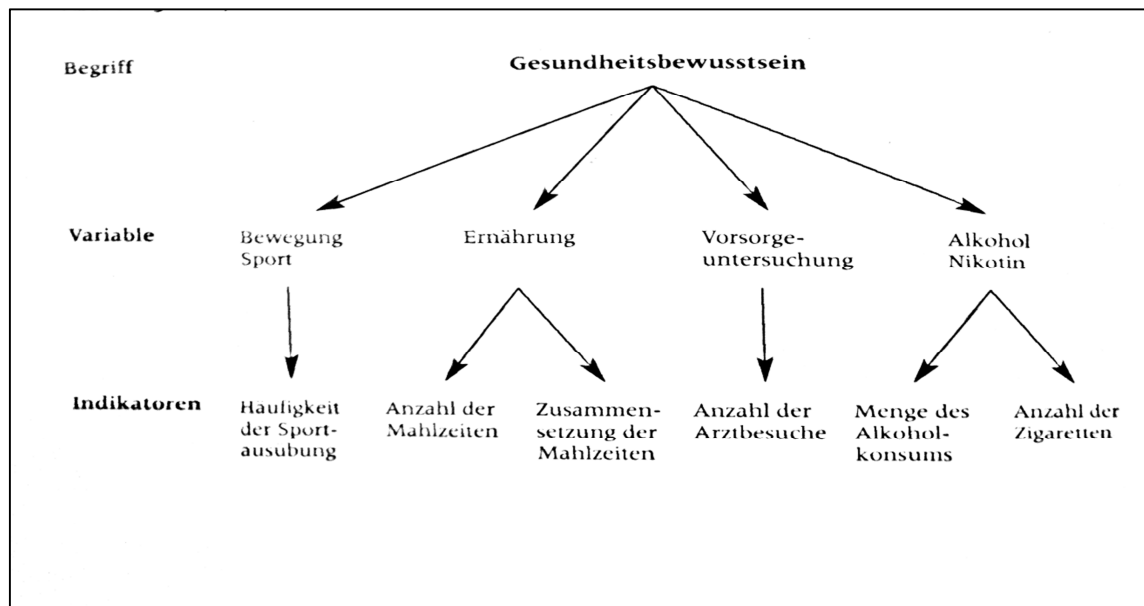 Begriff
Gesundheitsbewusstsein
Variable
Bewegung
Sport
Ernährung
Vorsorge-
untersuchung
Alkohol
Nikotin
Indikatoren
Häufigkeit
der Sport-
ausubung
Anzahl der
Mahlzeiten
Zusammen-
setzung der
Mahlzeiten
Anzahl der
Arztbesuche
Menge des
Alkohol-
konsums
Anzahl der
Zigaretten